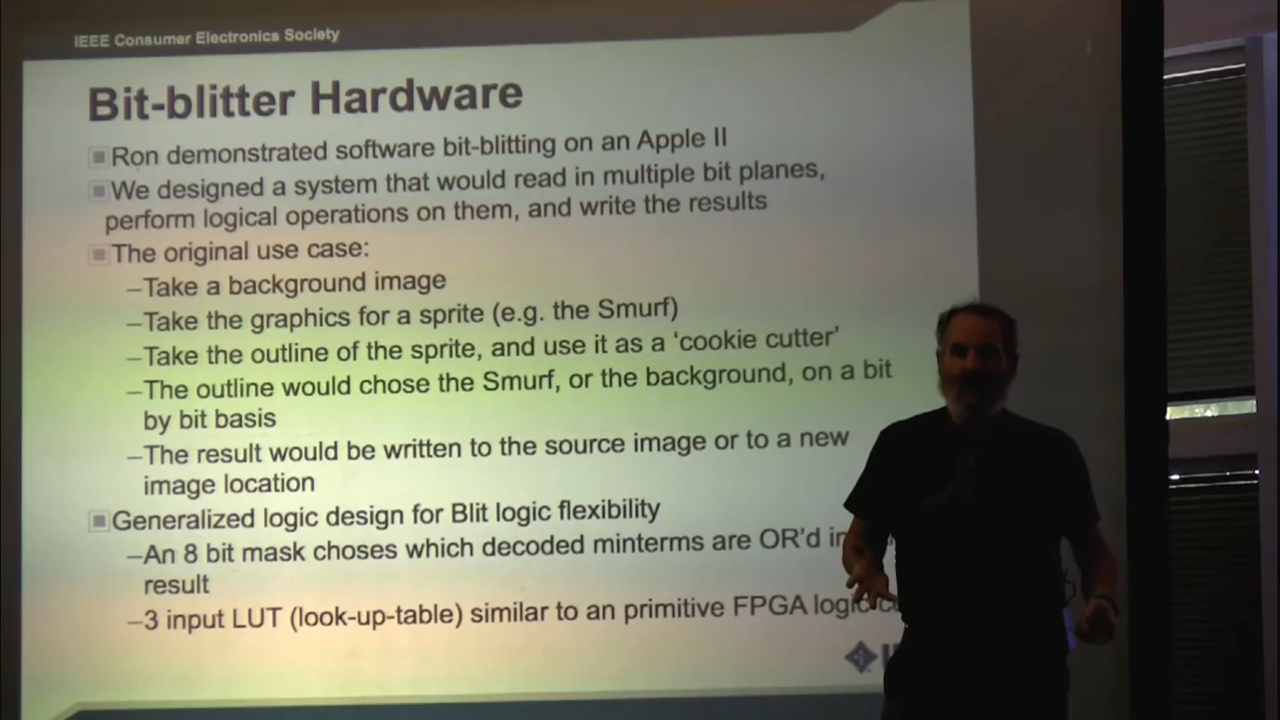 IEEE Consumer Electronics Society
Bit-blitter Hardware
Ron demonstrated software bit-blitting on an Apple II
We designed a system that would read in multiple bit planes,
perform logical operations on them, and write the results
The original use case:
–Take a background image
–Take the graphics for a sprite (e.g. the Smurf)
–Take the outline of the sprite, and use it as a 'cookie cutter'
–The outline would chose the Smurf, or the background, on a bit
by bit basis
–The result would be written to the source image or to a new
image location
Generalized logic design for Blit logic flexibility
–An 8 bit mask choses which decoded minterms are OR'd
result
–3 input LUT (look-up-table) similar to an primitive FPGA logic